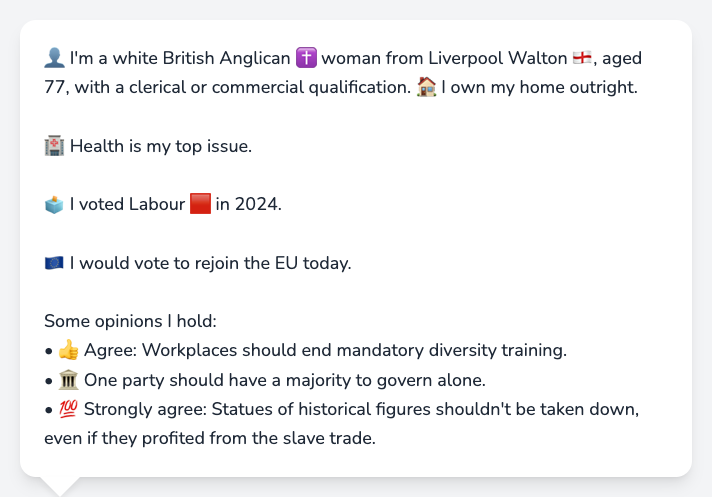 👤 I'm a white British Anglican ✝️ woman from Liverpool Walton 🏴󠁧󠁢󠁥󠁮󠁧󠁿, aged
77, with a clerical or commercial qualification. 🏠 I own my home outright.
🏥 Health is my top issue.
🗳️ I voted Labour 🟥 in 2024.
🇪🇺 I would vote to rejoin the EU today.
Some opinions I hold:
• 👍 Agree: Workplaces should end mandatory diversity training.
• 🏛️ One party should have a majority to govern alone.
• 💯 Strongly agree: Statues of historical figures shouldn't be taken down,
even if they profited from the slave trade.